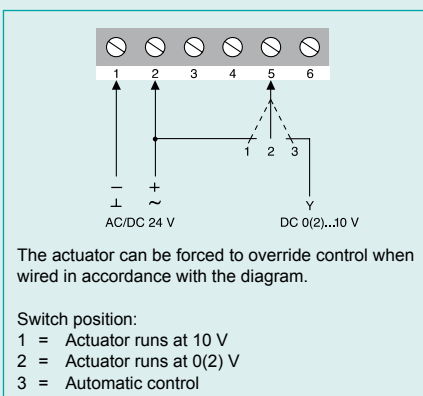 1 2 3 4 5 6
1 2 3
− +
⊥ ~ Y
AC/DC 24 V DC 0(2)...10 V
The actuator can be forced to override control when
wired in accordance with the diagram.
Switch position:
1 = Actuator runs at 10 V
2 = Actuator runs at 0(2) V
3 = Automatic control